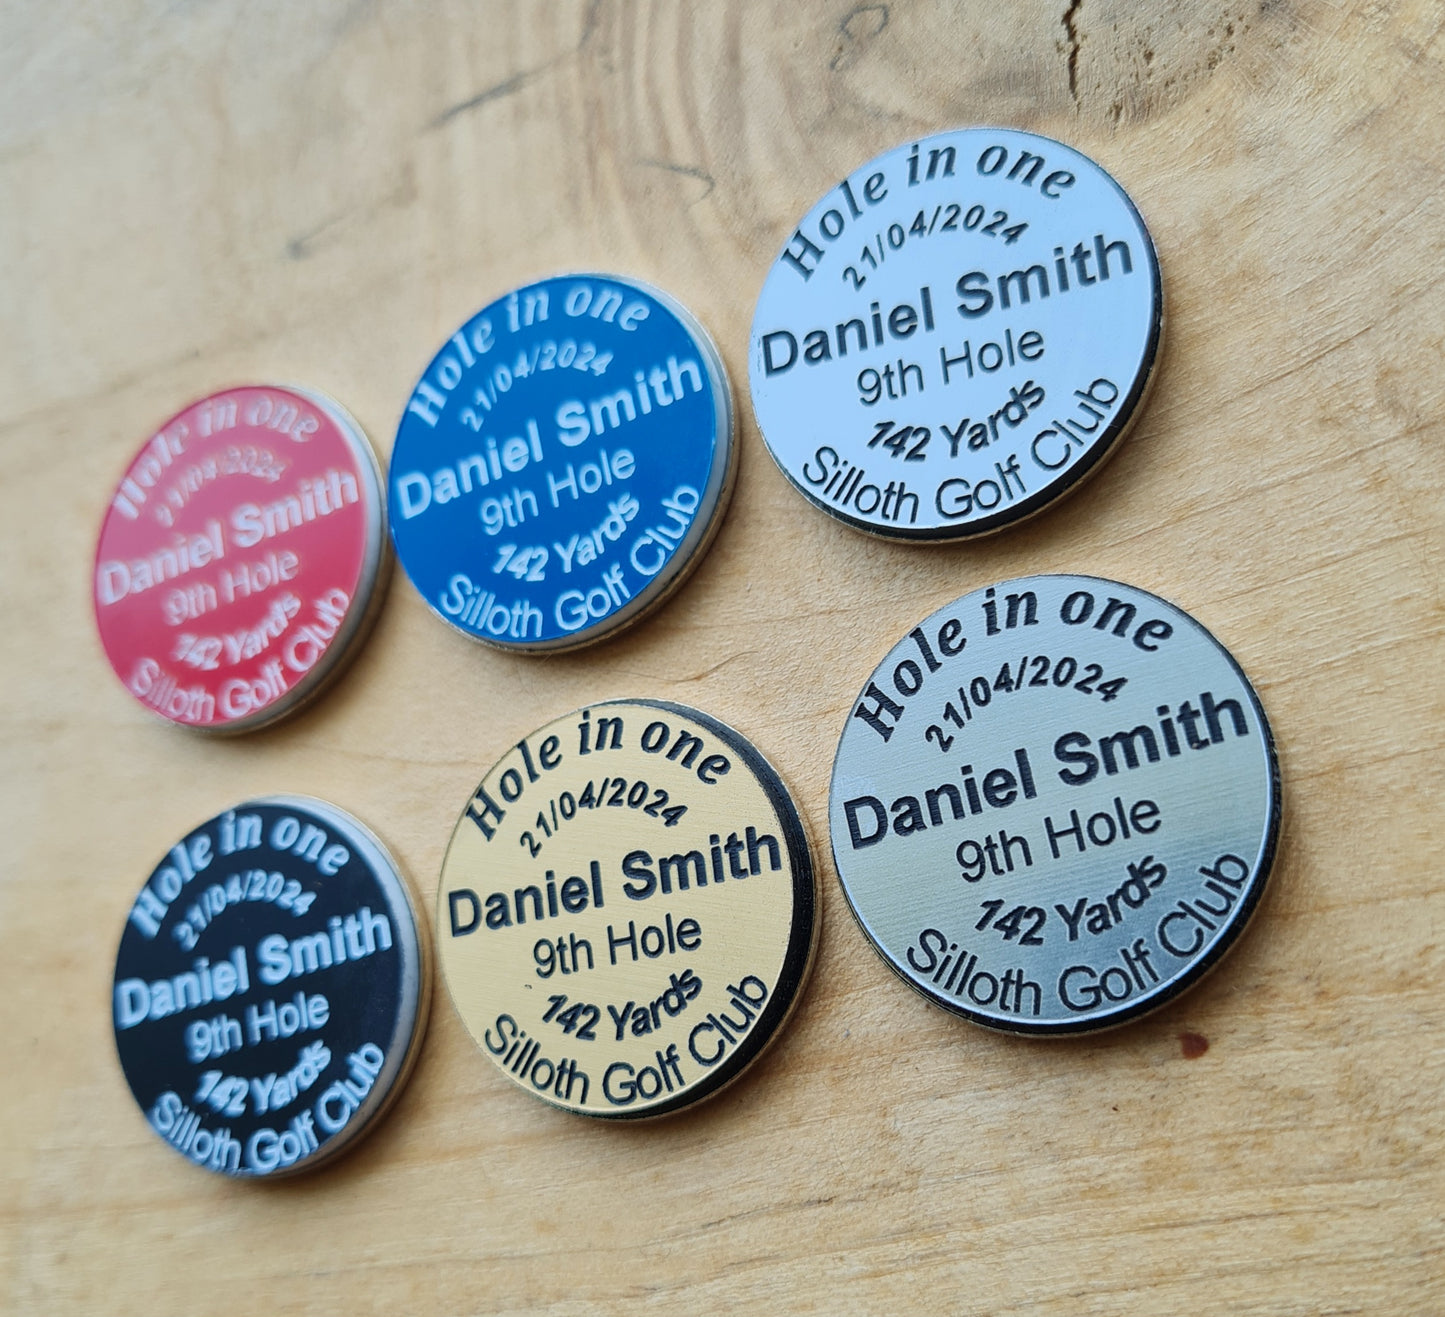 Hole in one
21/04/2024
Daniel Smith
9th Hole
142 Yards
Silloth Golf Club
Hole in one
21/04/2024
Daniel Smith
9th Hole
142 Yards
Silloth Golf Club
Hole in one
21/04/2024
Daniel Smith
9th Hole
142 Yards
Silloth Golf Club
Hole in one
21/04/2024
Daniel Smith
9th Hole
142 Yards
Silloth Golf Club
Hole in one
21/04/2024
Daniel Smith
9th Hole
142 Yards
Silloth Golf Club
Hole in one
21/04/2024
Daniel Smith
9th Hole
142 Yards
Silloth Golf Club